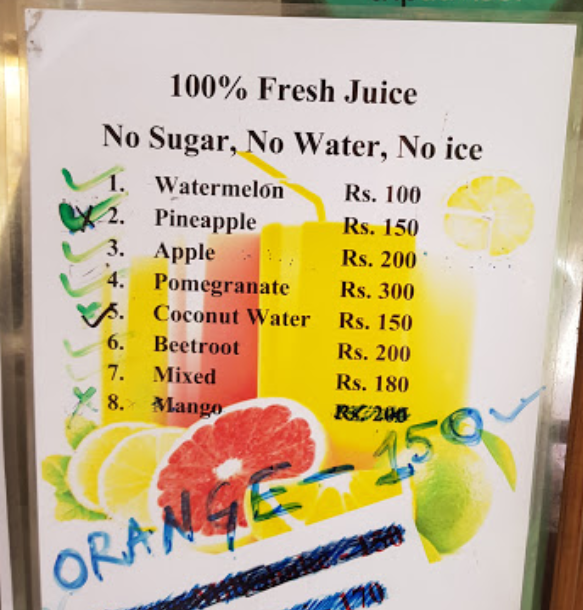 100% Fresh Juice
No Sugar, No Water, No ice
1. Watermelon Rs. 100
2. Pineapple Rs. 150
3. Apple Rs. 200
4. Pomegranate Rs. 300
5. Coconut Water Rs. 150
6. Beetroot Rs. 200
7. Mixed Rs. 180
8. Mango Rs. 200
ORANGE - 150